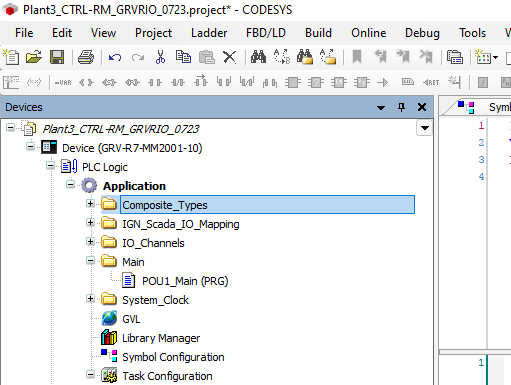 Plant3_CTRL-RM_GRVRIO_0723.project* - CODESYS
File Edit View Project Ladder FBD/LD Build Online Debug Tools
Devices
Symb
Plant3_CTRL-RM_GRVRIO_0723
1
Device (GRV-R7-MM2001-10)
2
PLC Logic
3
Application
4
Composite_Types
IGN_Scada_IO_Mapping
IO_Channels
Main
POU1_Main (PRG)
System_Clock
GVL
Library Manager
Symbol Configuration
1
Task Configuration